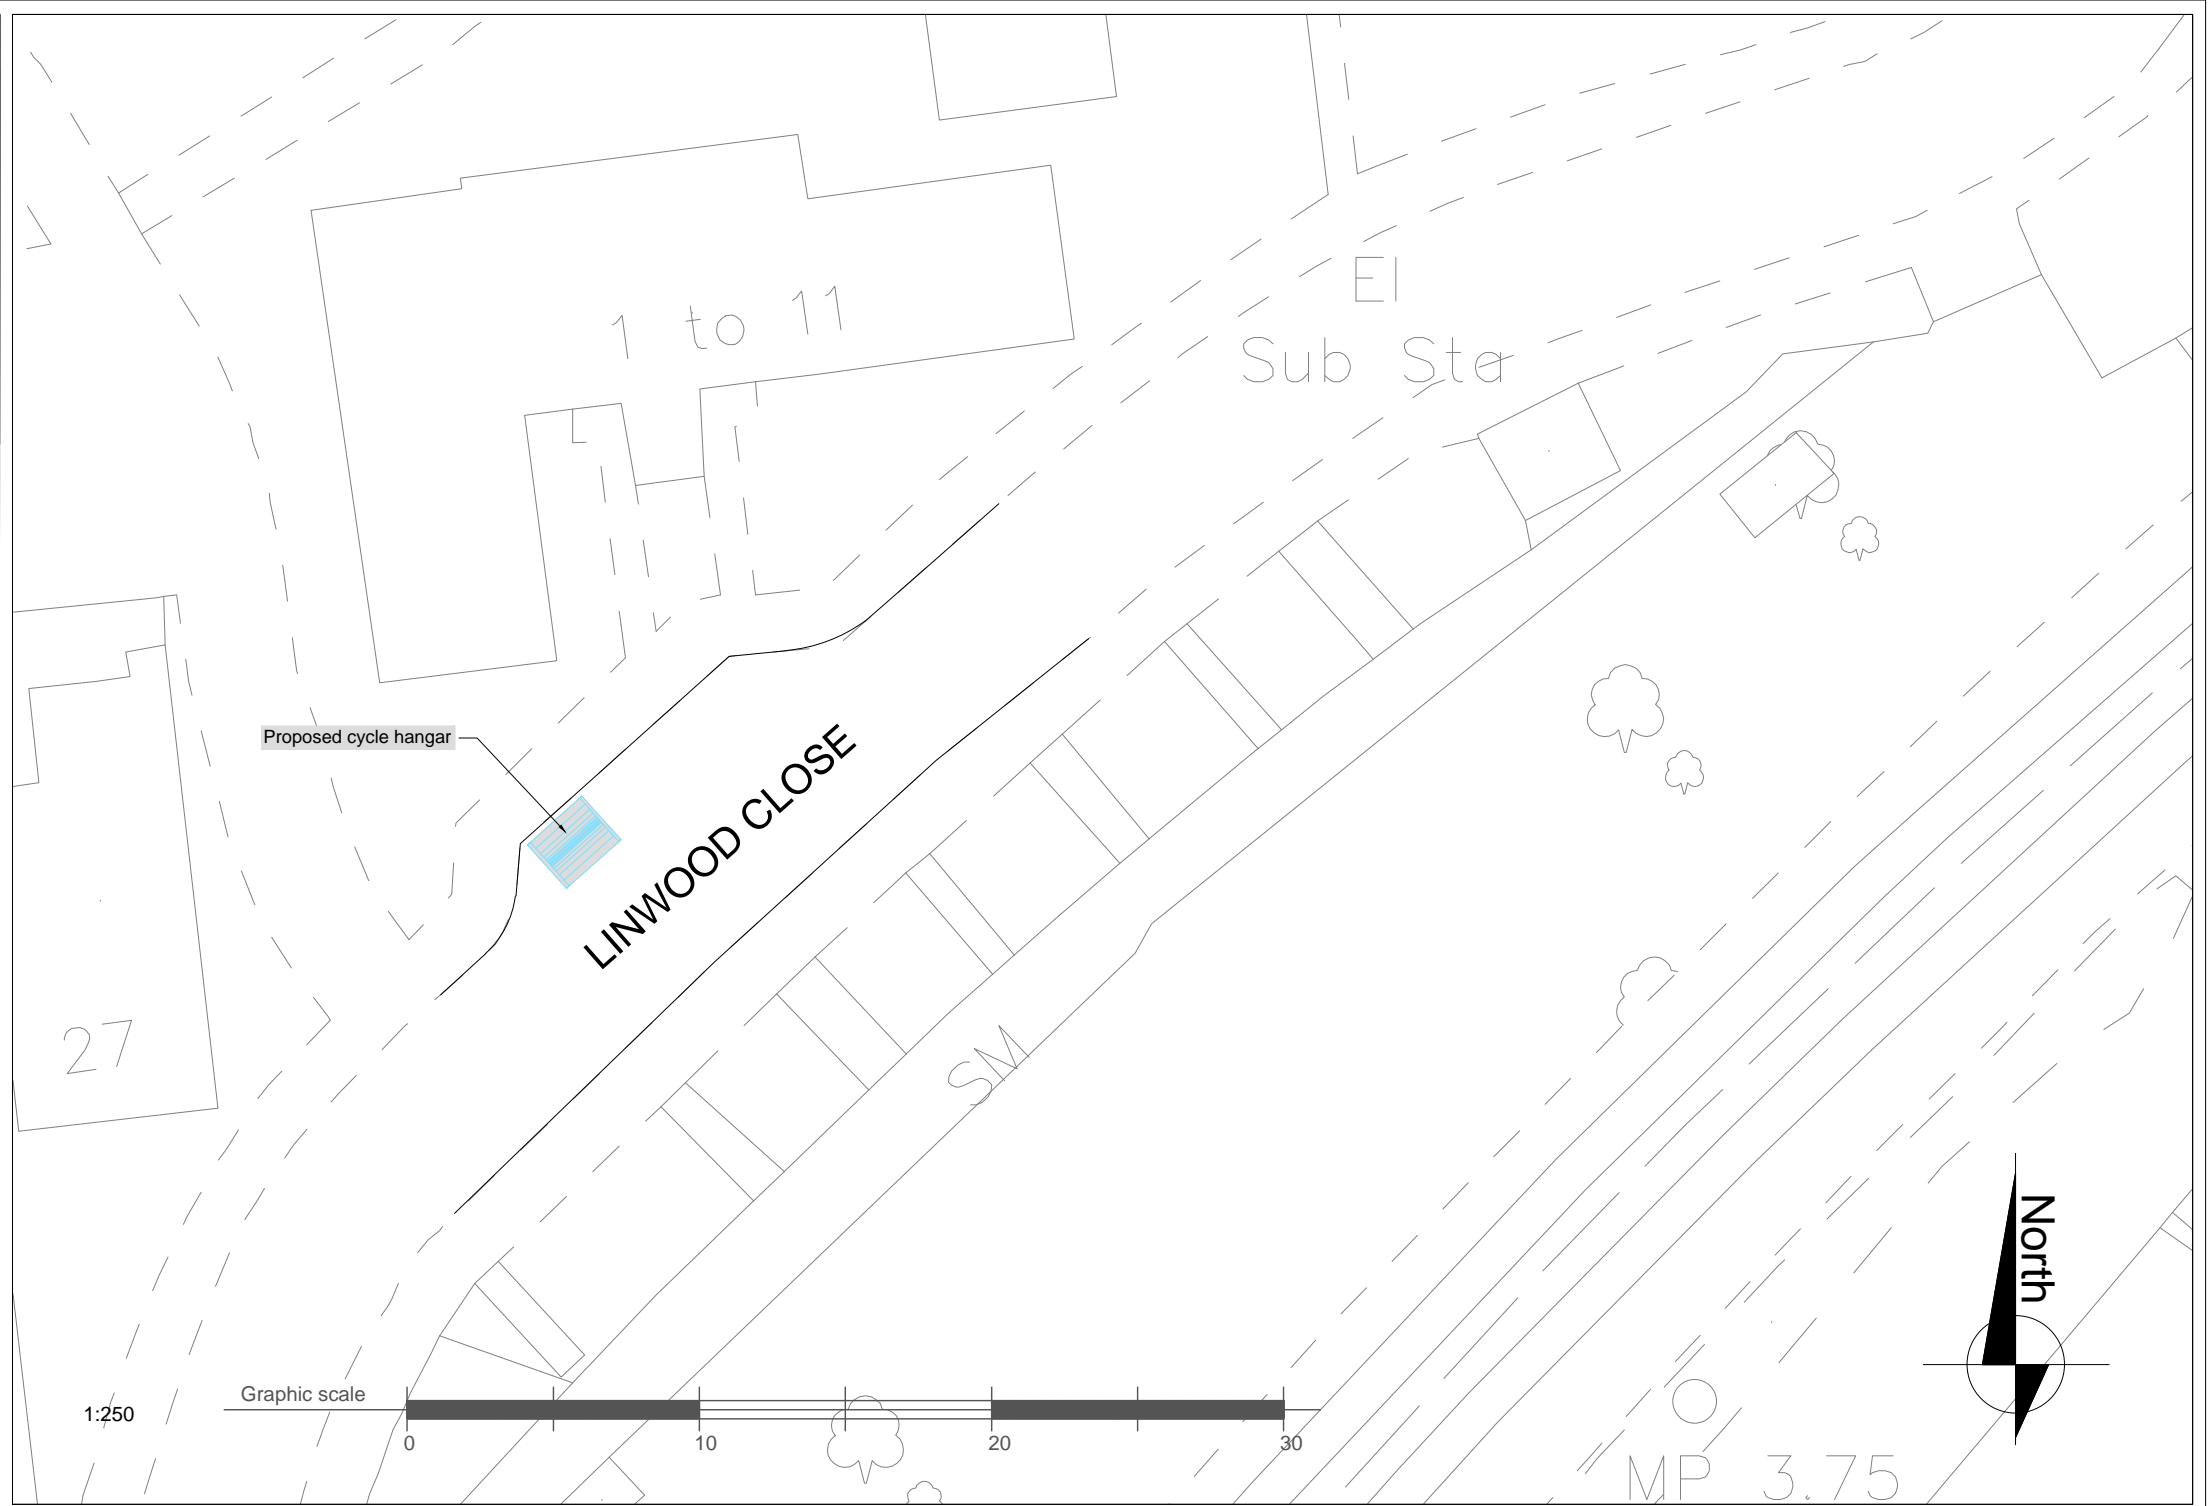 1 to 11
El
Sub Sta
Proposed cycle hangar
LINWOOD CLOSE
27
SM
North
Graphic scale
1:250
0 10 20 30
MP 3.75